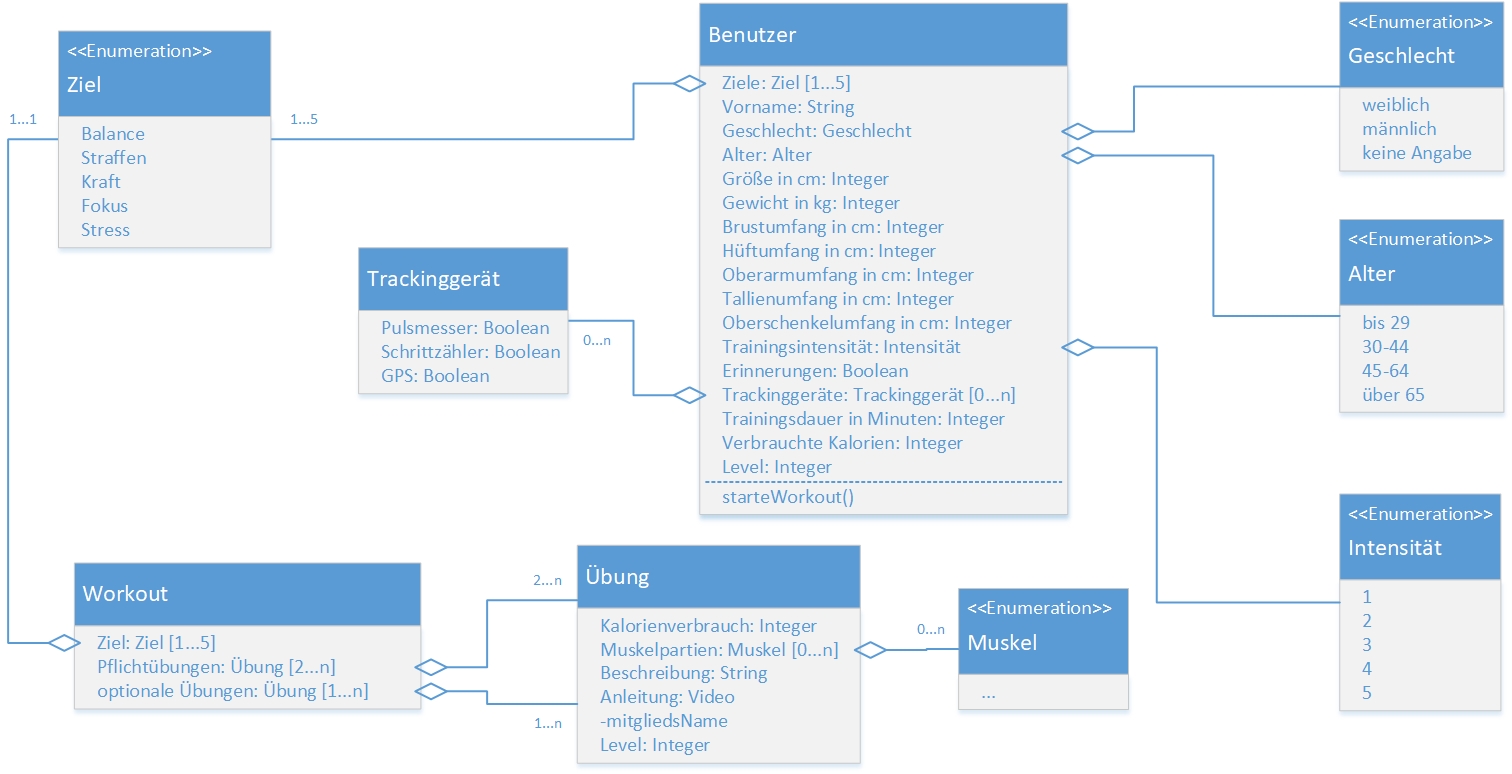 <<Enumeration>>
Ziel
Balance
Straffen
Kraft
Fokus
Stress
1...1
1...5
Benutzer
Ziele: Ziel [1...5]
Vorname: String
Geschlecht: Geschlecht
Alter: Alter
Größe in cm: Integer
Gewicht in kg: Integer
Brustumfang in cm: Integer
Hüftumfang in cm: Integer
Oberarmumfang in cm: Integer
Tallienumfang in cm: Integer
Oberschenkelumfang in cm: Integer
Trainingsintensität: Intensität
Erinnerungen: Boolean
Trackinggeräte: Trackinggerät [0...n]
Trainingsdauer in Minuten: Integer
Verbrauchte Kalorien: Integer
Level: Integer
starteWorkout()
<<Enumeration>>
Geschlecht
weiblich
männlich
keine Angabe
<<Enumeration>>
Alter
bis 29
30-44
45-64
über 65
Trackinggerät
Pulsmesser: Boolean
Schrittzähler: Boolean
GPS: Boolean
0...n
<<Enumeration>>
Intensität
1
2
3
4
5
Workout
Ziel: Ziel [1...5]
Pflichtübungen: Übung [2...n]
optionale Übungen: Übung [1...n]
2...n
1...n
Übung
Kalorienverbrauch: Integer
Muskelpartien: Muskel [0...n]
Beschreibung: String
Anleitung: Video
-mitgliedsName
Level: Integer
0...n
<<Enumeration>>
Muskel
...